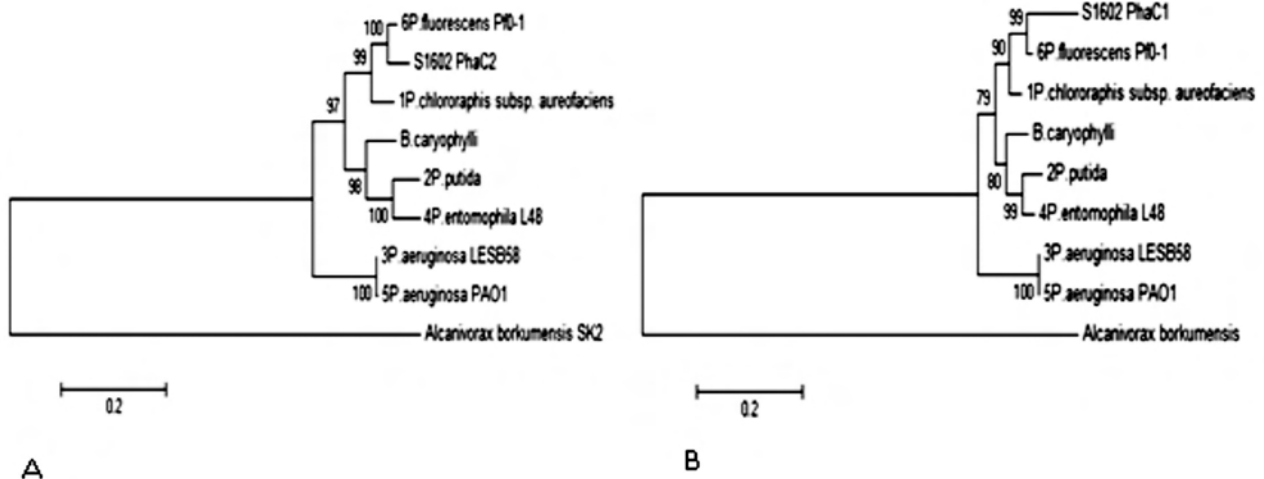 100
6P.fluorescens Pf0-1
99
S1602 PhaC2
97
1P.chlororaphis subsp. aureofaciens
B.caryophylli
98
2P.putida
100
4P.entomophila L48
3P.aeruginosa LESB58
100
5P.aeruginosa PAO1
Alcanivorax borkumensis SK2
0.2
A
99
S1602 PhaC1
90
6P.fluorescens Pf0-1
79
1P.chlororaphis subsp. aureofaciens
B.caryophylli
80
2P.putida
99
4P.entomophila L48
3P.aeruginosa LESB58
100
5P.aeruginosa PAO1
Alcanivorax borkumensis
0.2
B